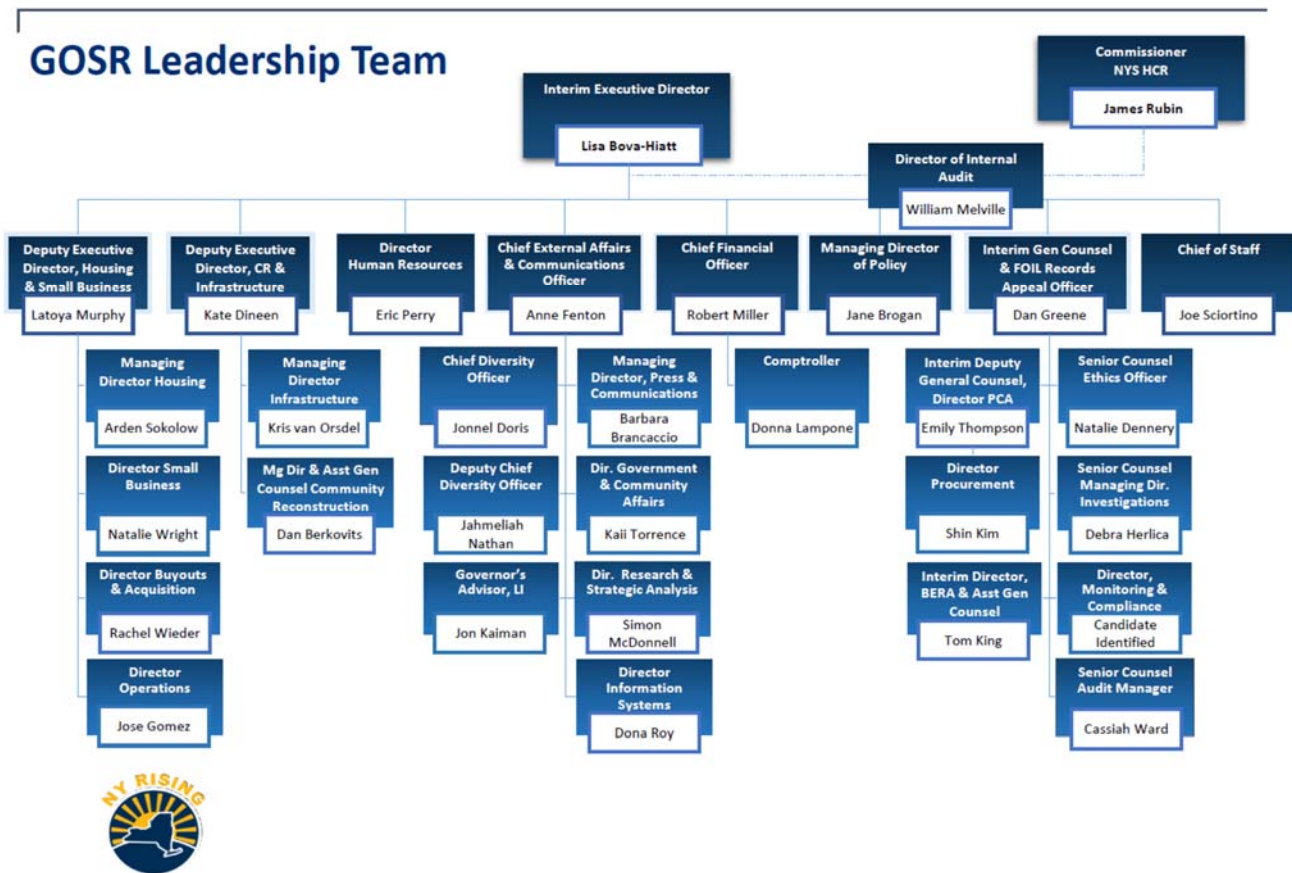 GOSR Leadership Team
Commissioner
NYS HCR
James Rubin
Interim Executive Director
Lisa Bova-Hiatt
Director of Internal
Audit
William Melville
Deputy Executive
Director, Housing
& Small Business
Latoya Murphy
Deputy Executive
Director, CR &
Infrastructure
Kate Dineen
Director
Human Resources
Eric Perry
Chief External Affairs
& Communications
Officer
Anne Fenton
Chief Financial
Officer
Robert Miller
Managing Director
of Policy
Jane Brogan
Interim Gen Counsel
& FOIL Records
Appeal Officer
Dan Greene
Chief of Staff
Joe Sciortino
Managing
Director Housing
Arden Sokolow
Director Small
Business
Natalie Wright
Director Buyouts
& Acquisition
Rachel Wieder
Director
Operations
Jose Gomez
Managing
Director
Infrastructure
Kris van Orsdel
Mg Dir & Asst Gen
Counsel Community
Reconstruction
Dan Berkovits
Chief Diversity
Officer
Jonnel Doris
Deputy Chief
Diversity Officer
Jahmeliah
Nathan
Governor's
Advisor, LI
Jon Kaiman
Managing
Director, Press &
Communications
Barbara
Brancaccio
Dir. Government
& Community
Affairs
Kaii Torrence
Dir. Research &
Strategic Analysis
Simon
McDonnell
Director
Information
Systems
Dona Roy
Comptroller
Donna Lampone
Interim Deputy
General Counsel,
Director PCA
Emily Thompson
Director
Procurement
Shin Kim
Interim Director,
BERA & Asst Gen
Counsel
Tom King
Senior Counsel
Ethics Officer
Natalie Dennery
Senior Counsel
Managing Dir.
Investigations
Debra Herlica
Director,
Monitoring &
Compliance
Candidate
Identified
Senior Counsel
Audit Manager
Cassiah Ward
NY RISING